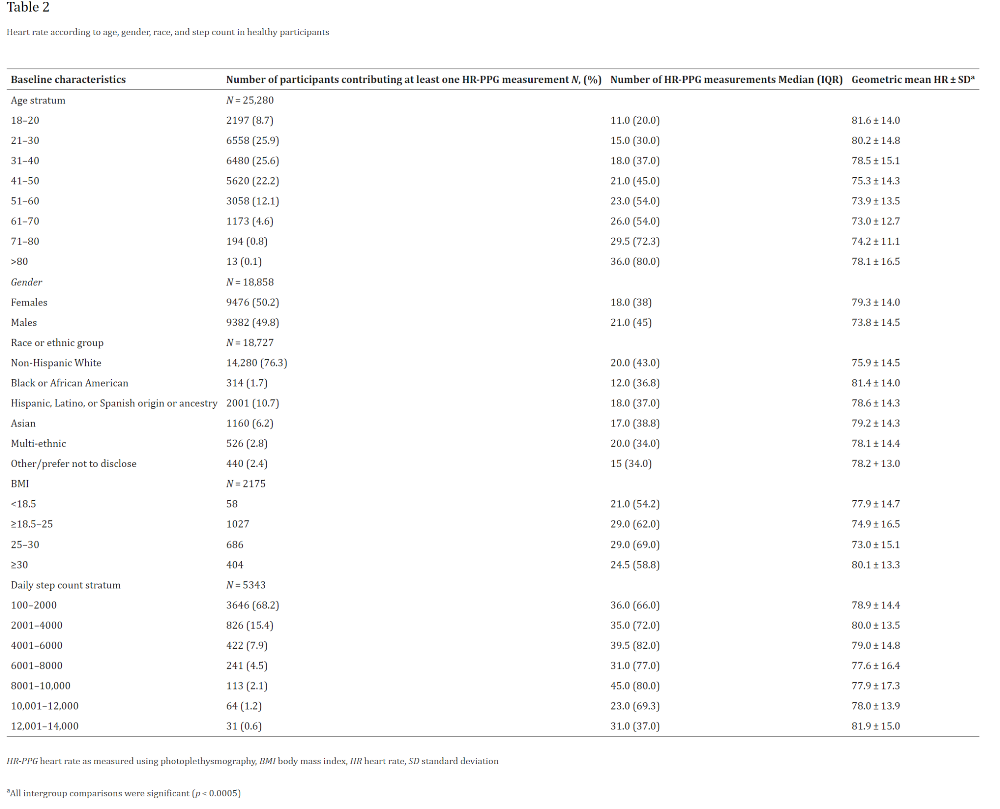 Table 2
Heart rate according to age, gender, race, and step count in healthy participants
Baseline characteristics Number of participants contributing at least one HR-PPG measurement N, (%) Number of HR-PPG measurements Median (IQR) Geometric mean HR ± SDa
Age stratum N = 25,280
18–20 2197 (8.7) 11.0 (20.0) 81.6 ± 14.0
21–30 6558 (25.9) 15.0 (30.0) 80.2 ± 14.8
31–40 6480 (25.6) 18.0 (37.0) 78.5 ± 15.1
41–50 5620 (22.2) 21.0 (45.0) 75.3 ± 14.3
51–60 3058 (12.1) 23.0 (54.0) 73.9 ± 13.5
61–70 1173 (4.6) 26.0 (54.0) 73.0 ± 12.7
71–80 194 (0.8) 29.5 (72.3) 74.2 ± 11.1
>80 13 (0.1) 36.0 (80.0) 78.1 ± 16.5
Gender N = 18,858
Females 9476 (50.2) 18.0 (38) 79.3 ± 14.0
Males 9382 (49.8) 21.0 (45) 73.8 ± 14.5
Race or ethnic group N = 18,727
Non-Hispanic White 14,280 (76.3) 20.0 (43.0) 75.9 ± 14.5
Black or African American 314 (1.7) 12.0 (36.8) 81.4 ± 14.0
Hispanic, Latino, or Spanish origin or ancestry 2001 (10.7) 18.0 (37.0) 78.6 ± 14.3
Asian 1160 (6.2) 17.0 (38.8) 79.2 ± 14.3
Multi-ethnic 526 (2.8) 20.0 (34.0) 78.1 ± 14.4
Other/prefer not to disclose 440 (2.4) 15 (34.0) 78.2 + 13.0
BMI N = 2175
<18.5 58 21.0 (54.2) 77.9 ± 14.7
≥18.5–25 1027 29.0 (62.0) 74.9 ± 16.5
25–30 686 29.0 (69.0) 73.0 ± 15.1
≥30 404 24.5 (58.8) 80.1 ± 13.3
Daily step count stratum N = 5343
100–2000 3646 (68.2) 36.0 (66.0) 78.9 ± 14.4
2001–4000 826 (15.4) 35.0 (72.0) 80.0 ± 13.5
4001–6000 422 (7.9) 39.5 (82.0) 79.0 ± 14.8
6001–8000 241 (4.5) 31.0 (77.0) 77.6 ± 16.4
8001–10,000 113 (2.1) 45.0 (80.0) 77.9 ± 17.3
10,001–12,000 64 (1.2) 23.0 (69.3) 78.0 ± 13.9
12,001–14,000 31 (0.6) 31.0 (37.0) 81.9 ± 15.0
HR-PPG heart rate as measured using photoplethysmography, BMI body mass index, HR heart rate, SD standard deviation
aAll intergroup comparisons were significant (p < 0.0005)